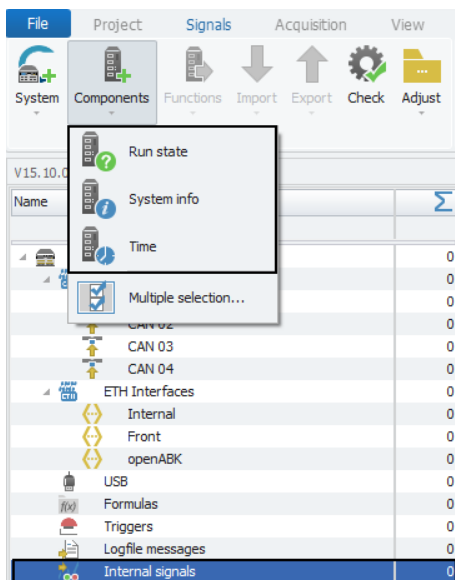 File Project Signals Acquisition View
System Components Functions Import Export Check Adjust
Run state
V15.10.0
System info
Name Σ
Time
0
0
Multiple selection...
0
CAN 02 0
CAN 03 0
CAN 04 0
ETH Interfaces 0
Internal 0
Front 0
openABK 0
USB 0
f(x) Formulas 0
Triggers 0
Logfile messages 0
Internal signals 0